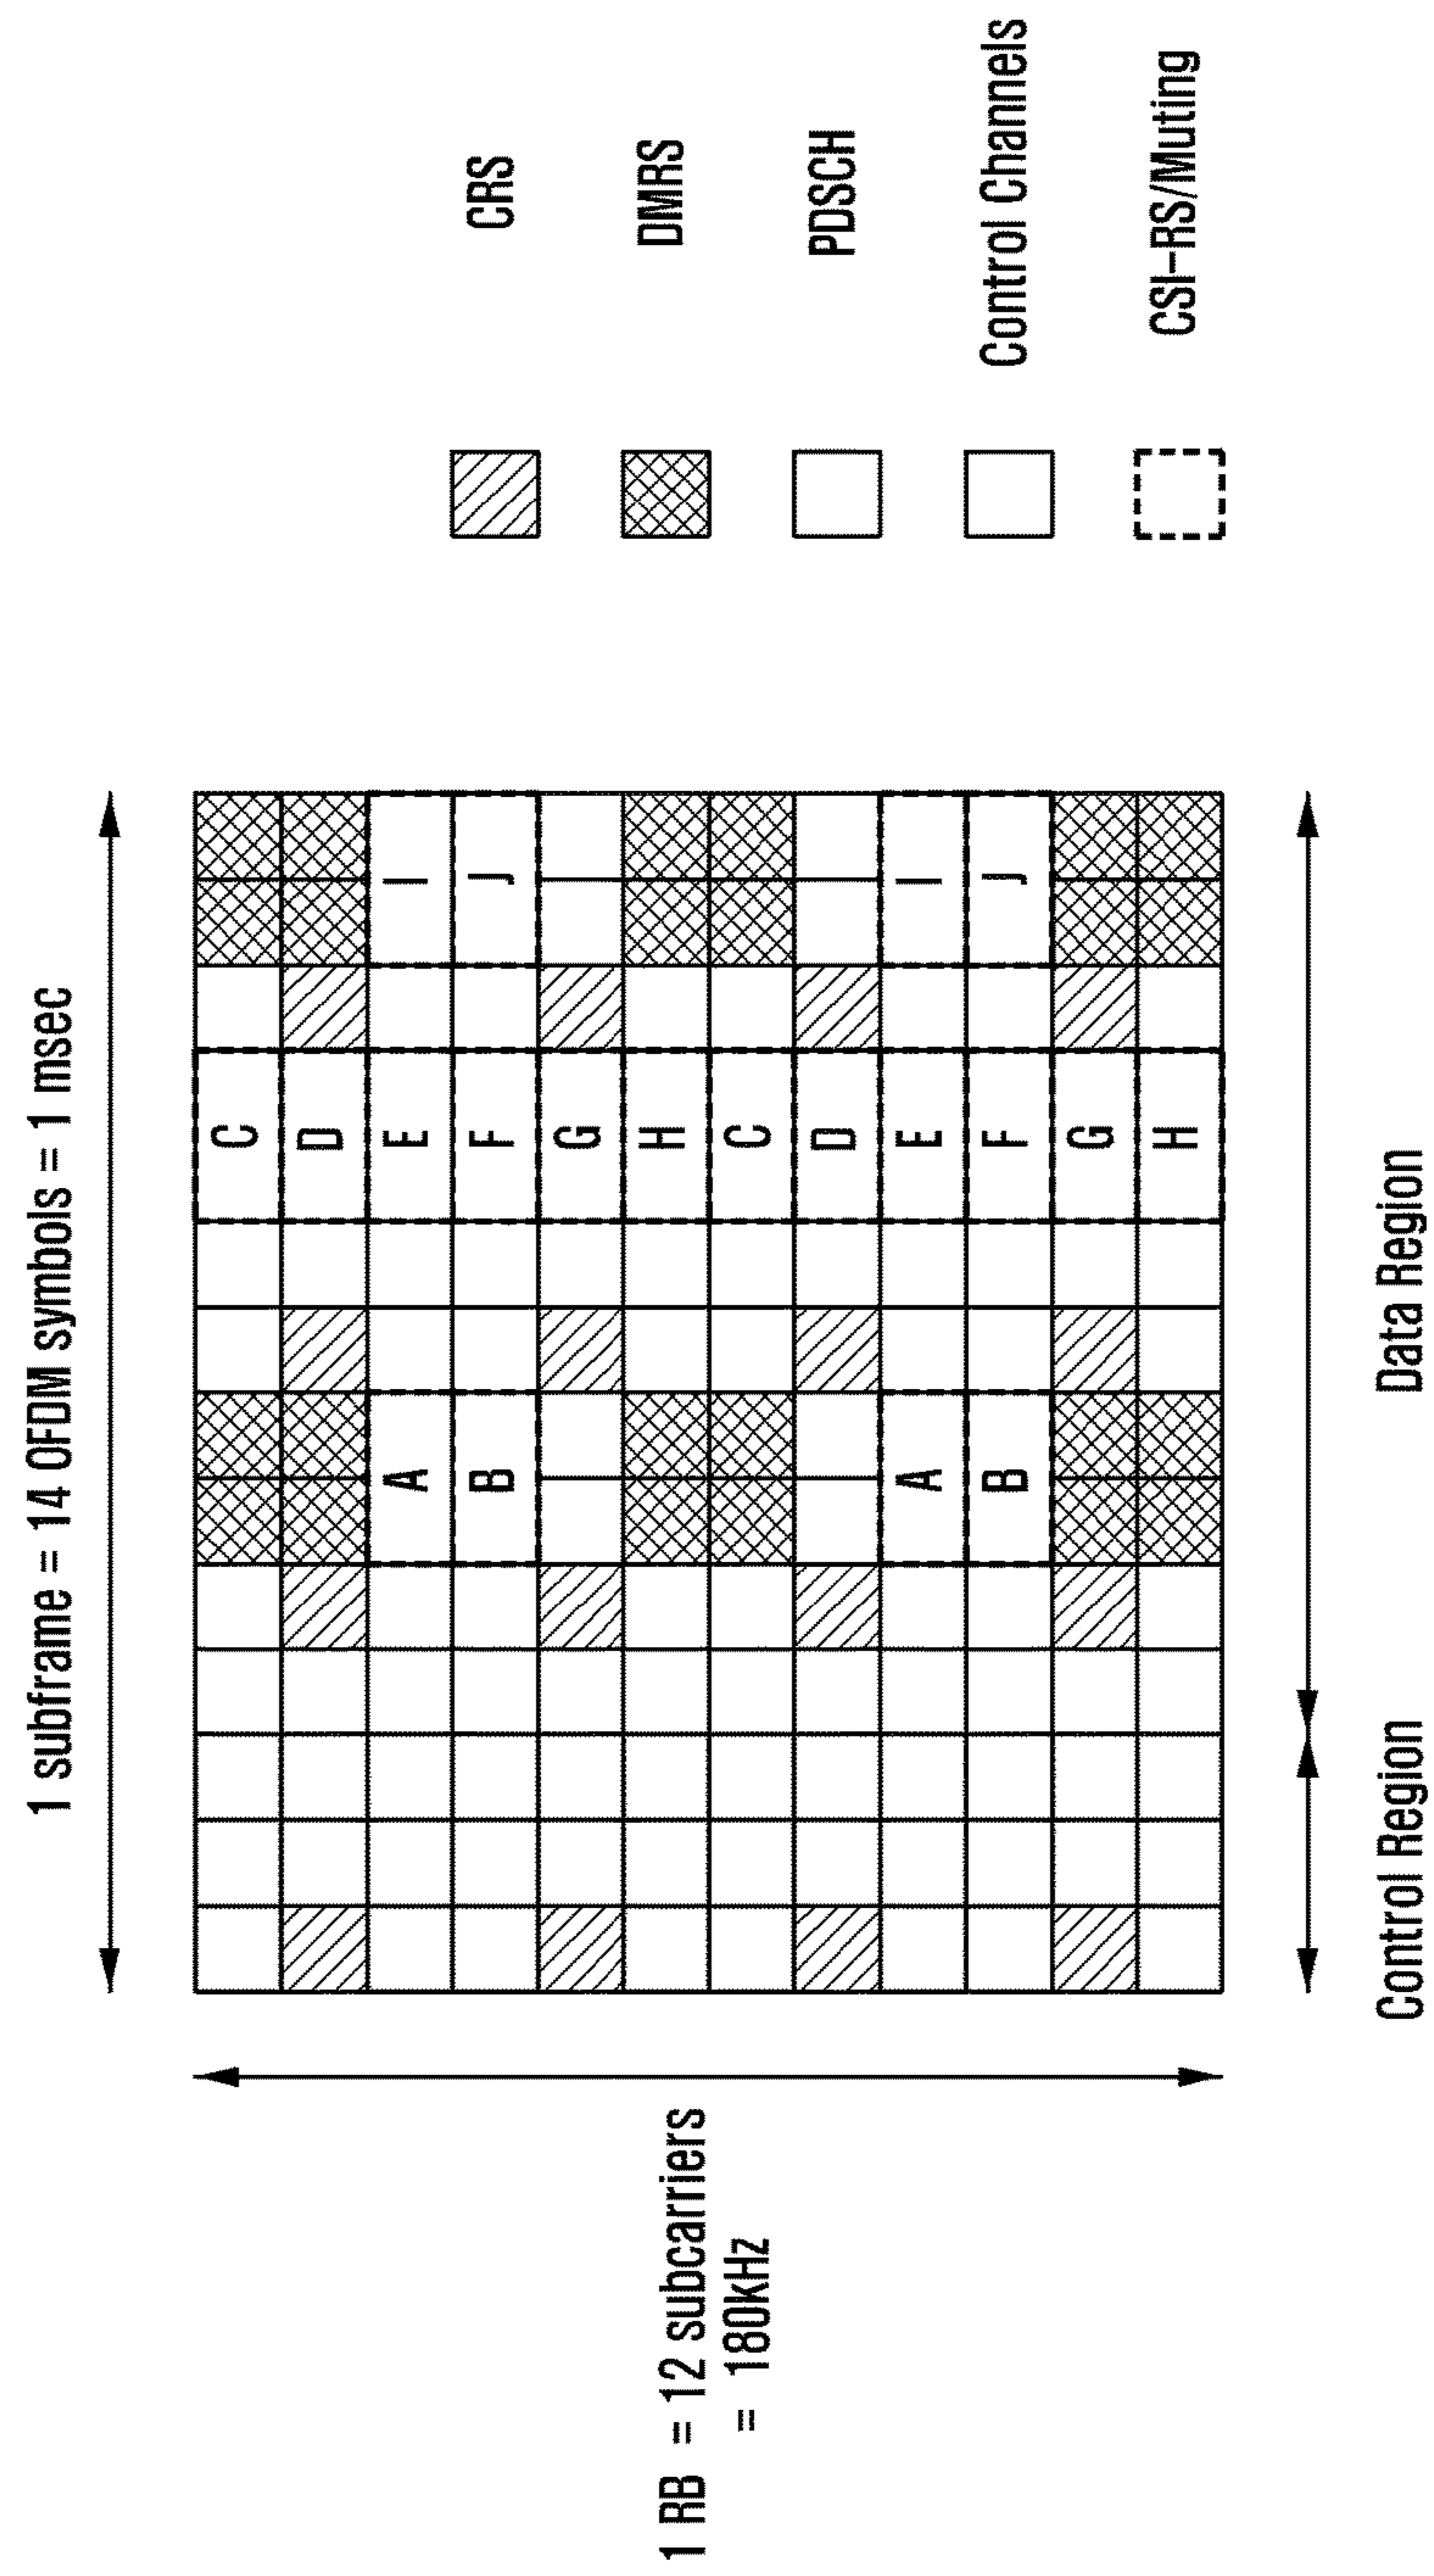 1 subframe = 14 OFDM symbols = 1 msec
1 RB = 12 subcarriers
= 180kHz
C
D
A E I
B F J
G
H
C
D
A E I
B F J
G
H
Control Region
Data Region
CRS
DMRS
PDSCH
Control Channels
CSI-RS/Muting